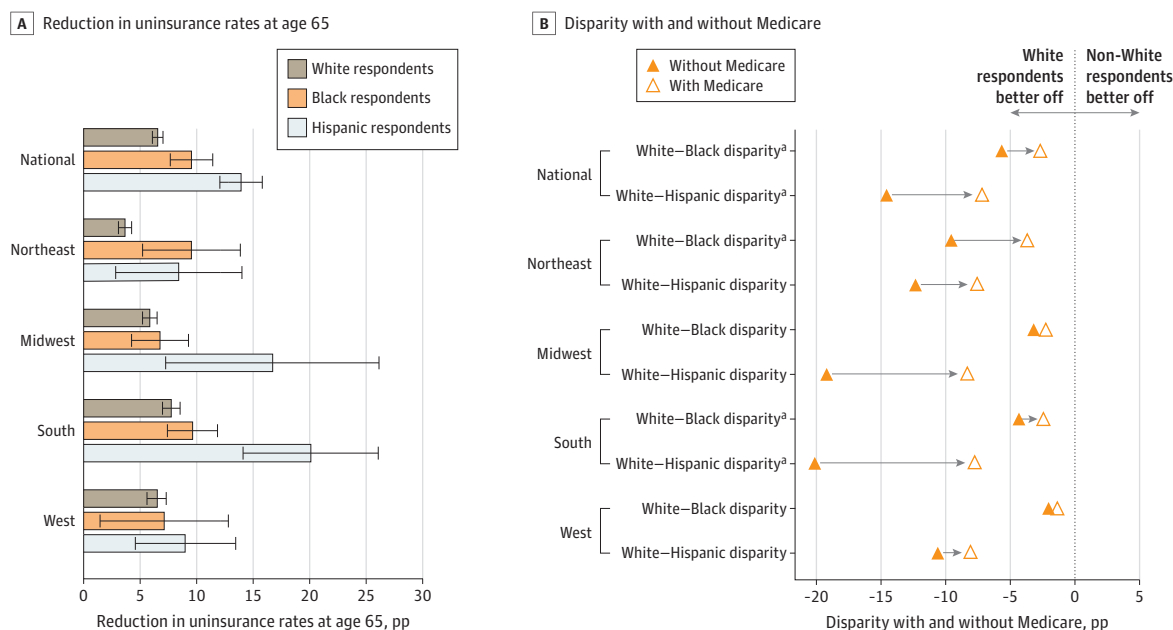 A Reduction in uninsurance rates at age 65
White respondents
Black respondents
Hispanic respondents
National
Northeast
Midwest
South
West
0 5 10 15 20 25 30
Reduction in uninsurance rates at age 65, pp
B Disparity with and without Medicare
Without Medicare
With Medicare
White
respondents
better off
Non-White
respondents
better off
National
White–Black disparityᵃ
White–Hispanic disparityᵃ
Northeast
White–Black disparityᵃ
White–Hispanic disparity
Midwest
White–Black disparity
White–Hispanic disparity
South
White–Black disparityᵃ
White–Hispanic disparityᵃ
West
White–Black disparity
White–Hispanic disparity
-20 -15 -10 -5 0 5
Disparity with and without Medicare, pp